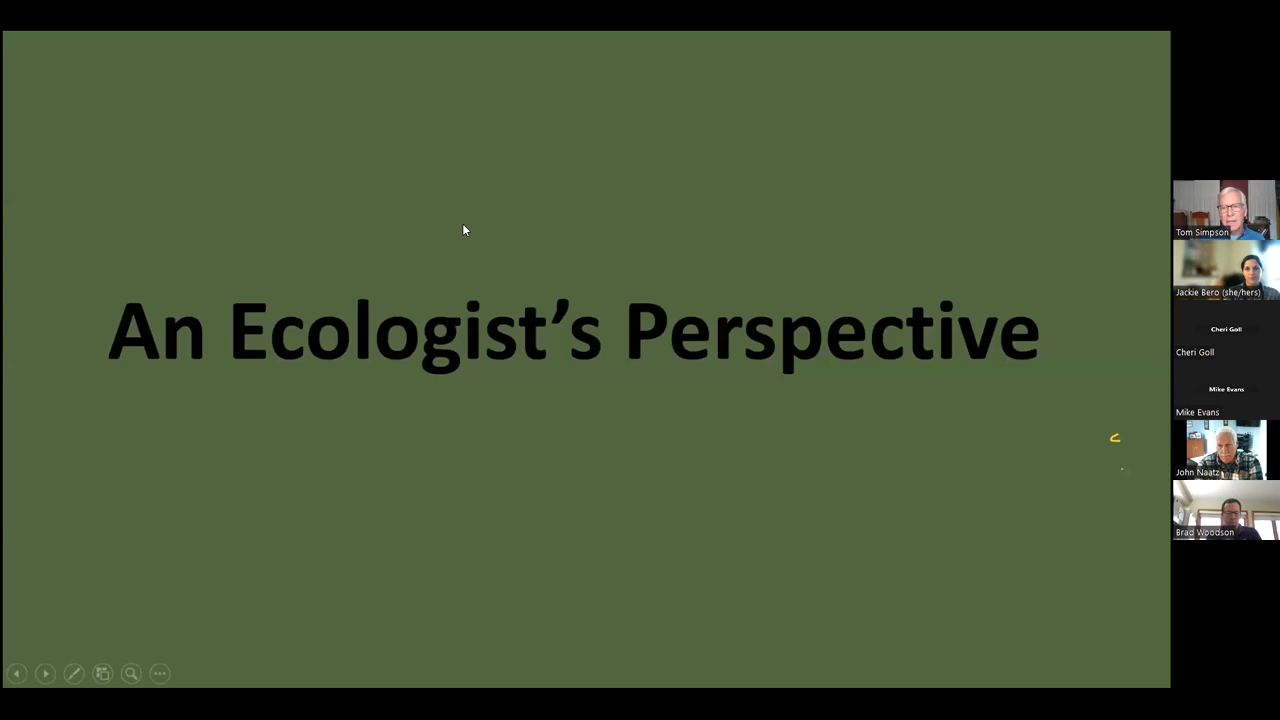 An Ecologist’s Perspective
Tom Simpson
Jackie Bero (she/hers)
Cheri Goll
Cheri Goll
Mike Evans
Mike Evans
John Naatz
Brad Woodson